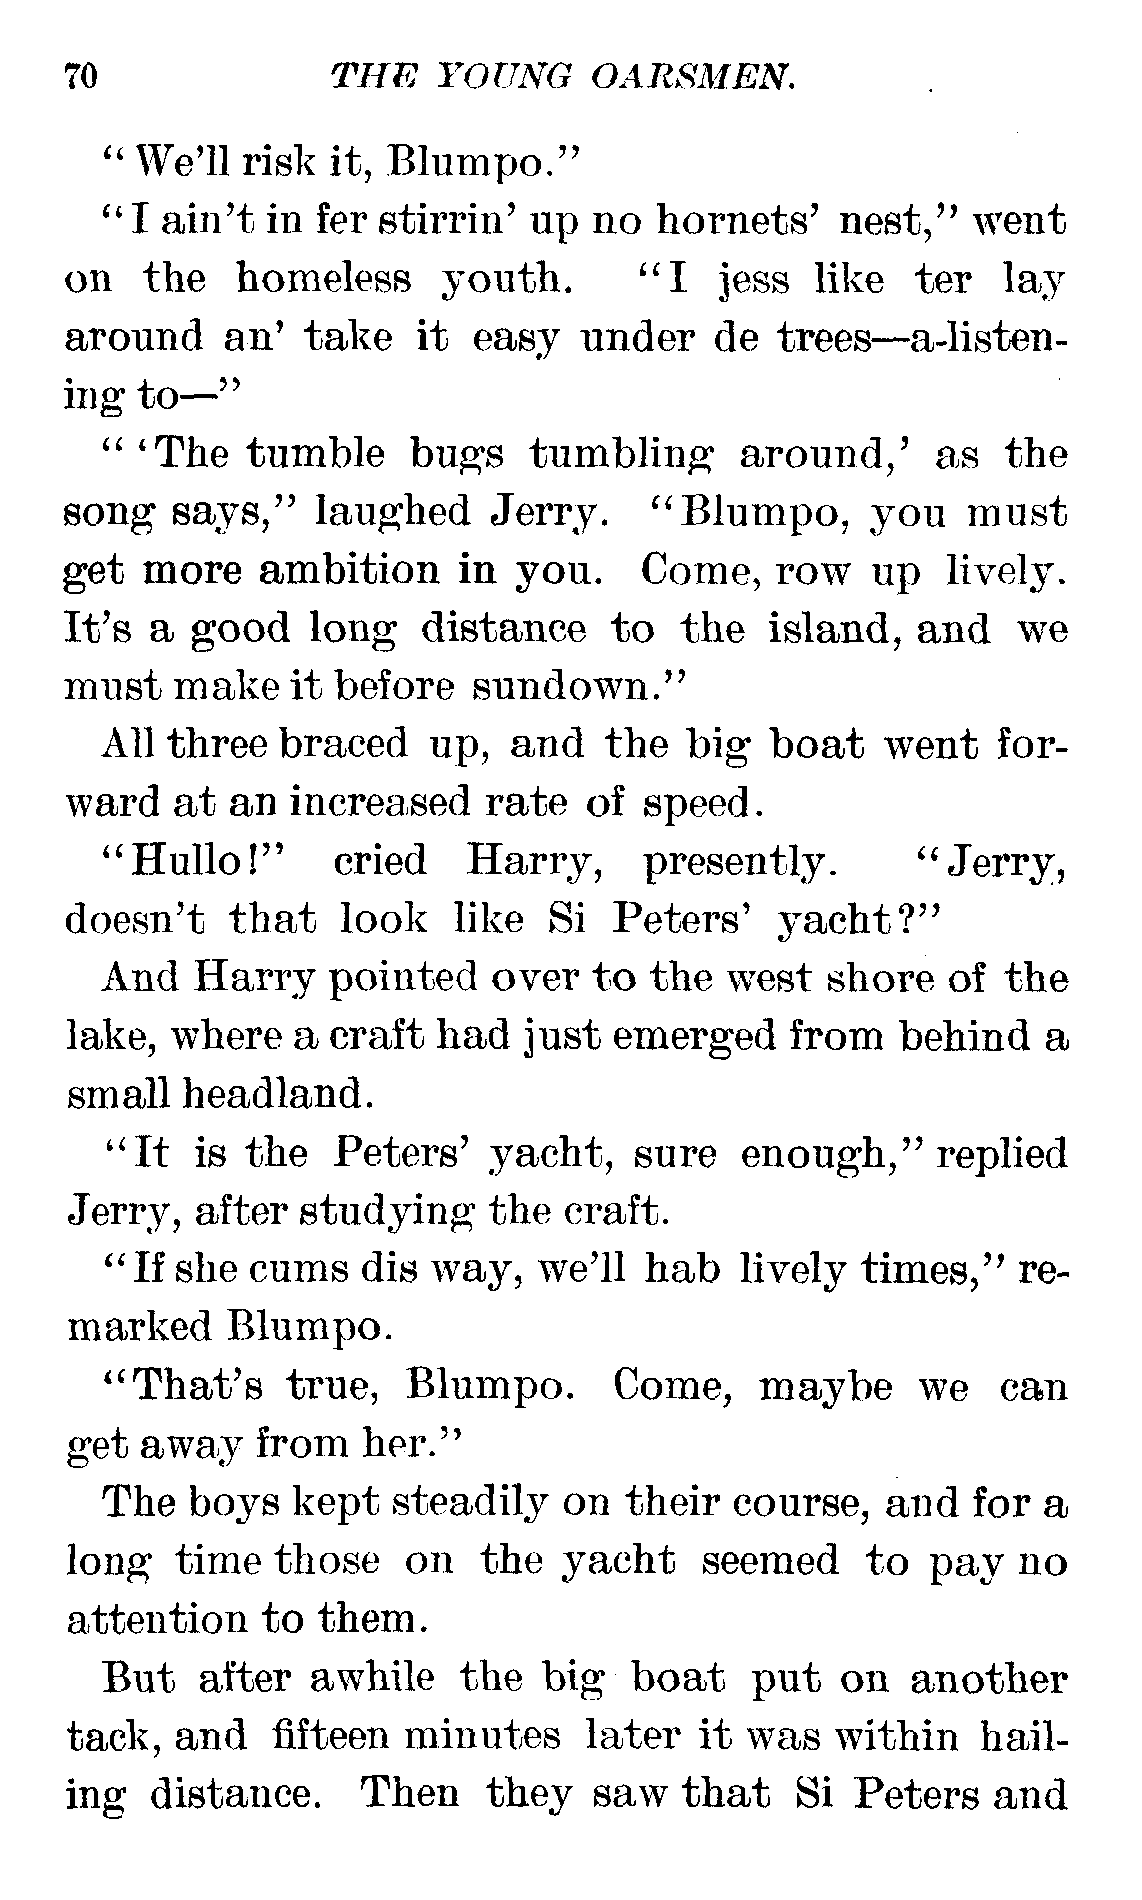 70 THE YOUNG OARSMEN.
"We'll risk it, Blumpo."
"I ain't in fer stirrin' up no hornets' nest," went
on the homeless youth. "I jess like ter lay
around an' take it easy under de trees—a-listen-
ing to—"
"'The tumble bugs tumbling around,' as the
song says," laughed Jerry. "Blumpo, you must
get more ambition in you. Come, row up lively.
It's a good long distance to the island, and we
must make it before sundown."
All three braced up, and the big boat went for-
ward at an increased rate of speed.
"Hullo!" cried Harry, presently. "Jerry,
doesn't that look like Si Peters' yacht?"
And Harry pointed over to the west shore of the
lake, where a craft had just emerged from behind a
small headland.
"It is the Peters' yacht, sure enough," replied
Jerry, after studying the craft.
"If she cums dis way, we'll hab lively times," re-
marked Blumpo.
"That's true, Blumpo. Come, maybe we can
get away from her."
The boys kept steadily on their course, and for a
long time those on the yacht seemed to pay no
attention to them.
But after awhile the big boat put on another
tack, and fifteen minutes later it was within hail-
ing distance. Then they saw that Si Peters and